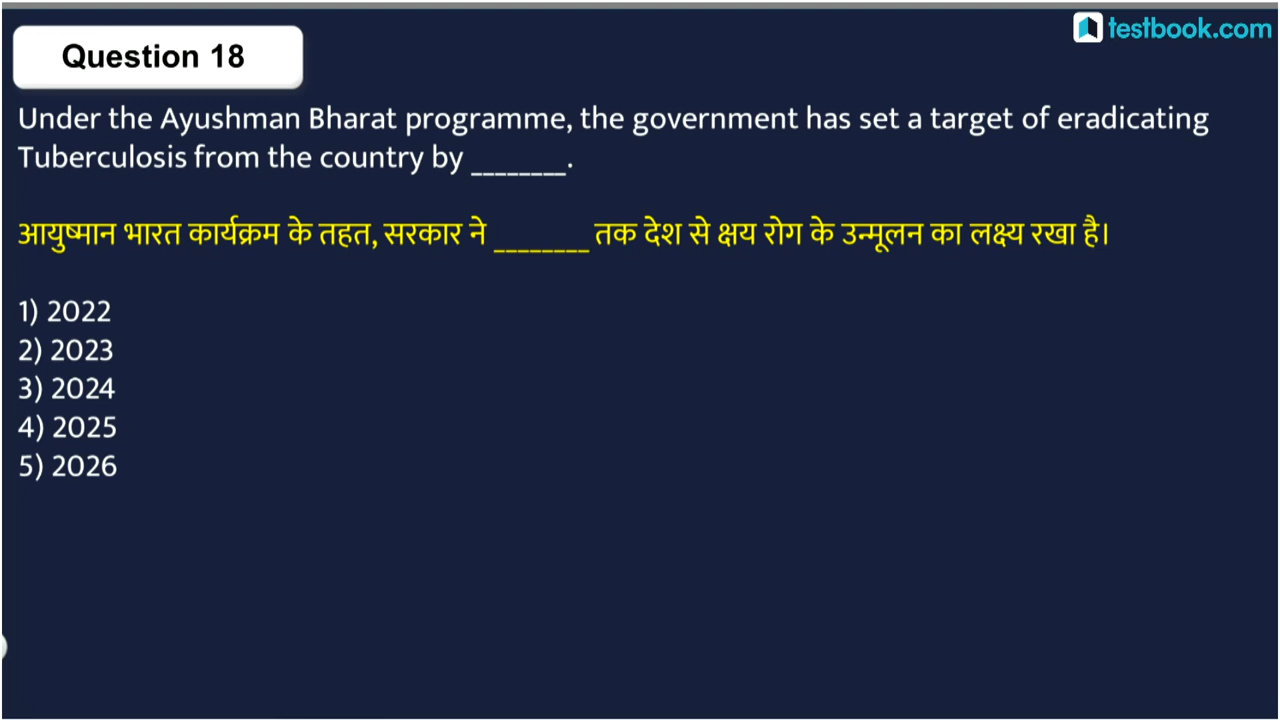 testbook.com
Question 18
Under the Ayushman Bharat programme, the government has set a target of eradicating
Tuberculosis from the country by ________.
आयुष्मान भारत कार्यक्रम के तहत, सरकार ने ________ तक देश से क्षय रोग के उन्मूलन का लक्ष्य रखा है।
1) 2022
2) 2023
3) 2024
4) 2025
5) 2026